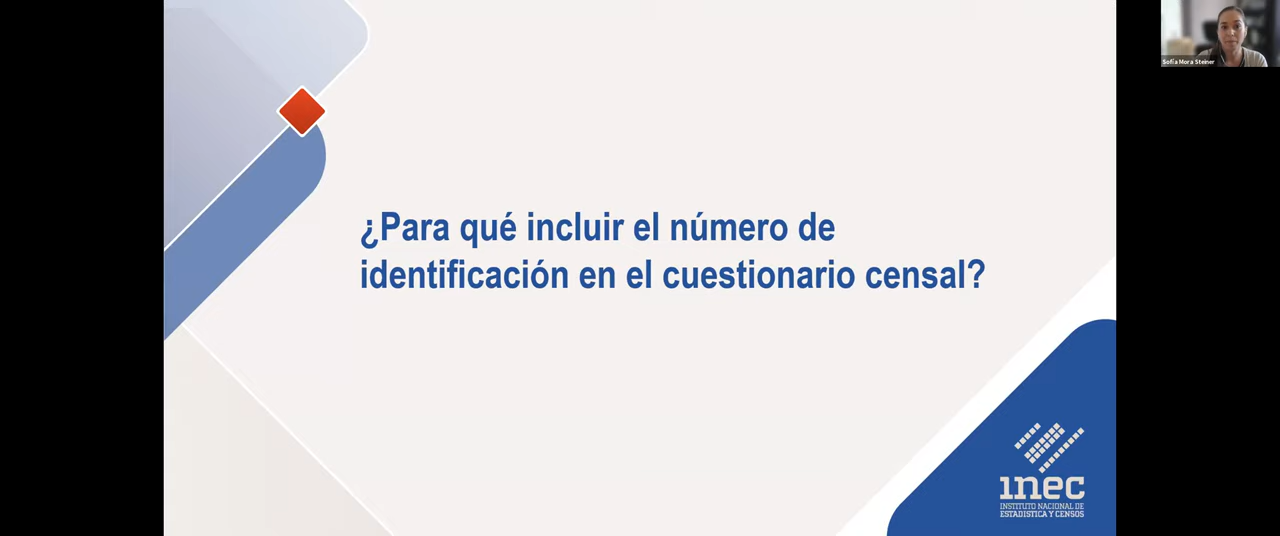 Sofía Mora Steiner
¿Para qué incluir el número de
identificación en el cuestionario censal?
inec
INSTITUTO NACIONAL DE
ESTADÍSTICA Y CENSOS